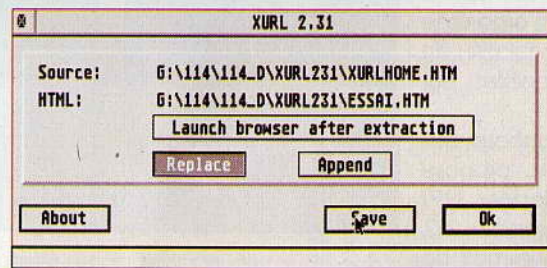 XURL 2.31
Source: G:\114\114_D\XURL231\XURLHOME.HTM
HTML: G:\114\114_D\XURL231\ESSAI.HTM
Launch browser after extraction
Replace Append
About Save Ok